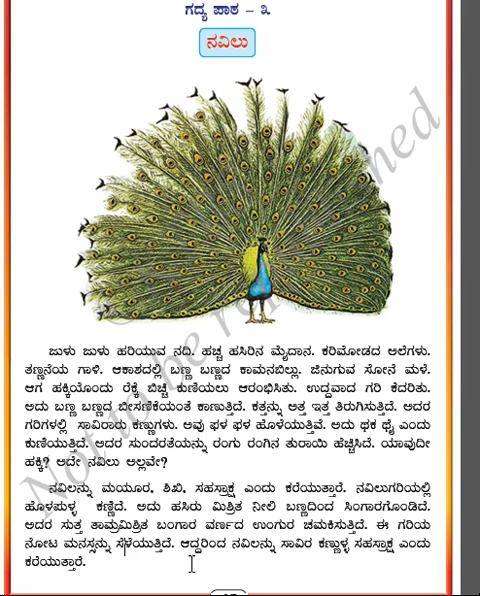 ಗದ್ಯ ಪಾಠ – ೩
ನವಿಲು
ಜುಳು ಜುಳು ಹರಿಯುವ ನದಿ. ಹಚ್ಚ ಹಸಿರಿನ ಮೈದಾನ. ಕರಿಮೋಡದ ಅಲೆಗಳು.
ತಣ್ಣನೆಯ ಗಾಳಿ. ಆಕಾಶದಲ್ಲಿ ಬಣ್ಣ ಬಣ್ಣದ ಕಾಮನಬಿಲ್ಲು. ಜಿನುಗುವ ಸೋನೆ ಮಳೆ.
ಆಗ ಹಕ್ಕಿಯೊಂದು ರೆಕ್ಕೆ ಬಿಚ್ಚಿ ಕುಣಿಯಲು ಆರಂಭಿಸಿತು. ಉದ್ದವಾದ ಗರಿ ಕೆದರಿತು.
ಅದು ಬಣ್ಣ ಬಣ್ಣದ ಬೀಸಣಿಕೆಯಂತೆ ಕಾಣುತ್ತಿದೆ. ಕತ್ತನ್ನು ಅತ್ತ ಇತ್ತ ತಿರುಗಿಸುತ್ತಿದೆ. ಅದರ
ಗರಿಗಳಲ್ಲಿ ಸಾವಿರಾರು ಕಣ್ಣುಗಳು. ಅವು ಫಳ ಫಳ ಹೊಳೆಯುತ್ತಿವೆ. ಅದು ಥಕ ಥೈ ಎಂದು
ಕುಣಿಯುತ್ತಿದೆ. ಅದರ ಸುಂದರತೆಯನ್ನು ರಂಗು ರಂಗಿನ ತುರಾಯಿ ಹೆಚ್ಚಿಸಿದೆ. ಯಾವುದೀ
ಹಕ್ಕಿ? ಅದೇ ನವಿಲು ಅಲ್ಲವೇ?
ನವಿಲನ್ನು ಮಯೂರ, ಶಿಖಿ, ಸಹಸ್ರಾಕ್ಷ ಎಂದು ಕರೆಯುತ್ತಾರೆ. ನವಿಲುಗರಿಯಲ್ಲಿ
ಹೊಳಪುಳ್ಳ ಕಣ್ಣಿದೆ. ಅದು ಹಸಿರು ಮಿಶ್ರಿತ ನೀಲಿ ಬಣ್ಣದಿಂದ ಸಿಂಗಾರಗೊಂಡಿದೆ.
ಅದರ ಸುತ್ತ ತಾಮ್ರಮಿಶ್ರಿತ ಬಂಗಾರ ವರ್ಣದ ಉಂಗುರ ಚಮಕಿಸುತ್ತಿದೆ. ಈ ಗರಿಯ
ನೋಟ ಮನಸ್ಸನ್ನು ಸೆಳೆಯುತ್ತಿದೆ. ಆದ್ದರಿಂದ ನವಿಲನ್ನು ಸಾವಿರ ಕಣ್ಣುಳ್ಳ ಸಹಸ್ರಾಕ್ಷ ಎಂದು
ಕರೆಯುತ್ತಾರೆ.